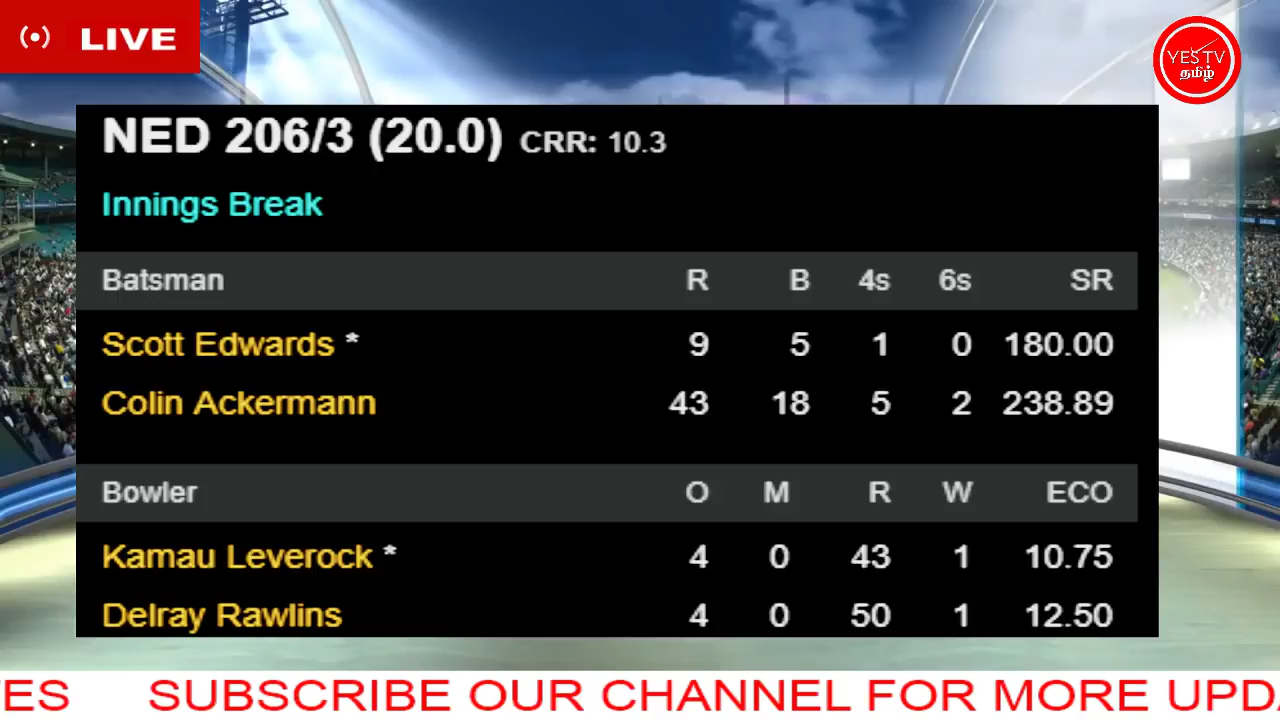 LIVE
YES TV
தமிழ்
NED 206/3 (20.0) CRR: 10.3
Innings Break
Batsman R B 4s 6s SR
Scott Edwards * 9 5 1 0 180.00
Colin Ackermann 43 18 5 2 238.89
Bowler O M R W ECO
Kamau Leverock * 4 0 43 1 10.75
Delray Rawlins 4 0 50 1 12.50
TES SUBSCRIBE OUR CHANNEL FOR MORE UPDA